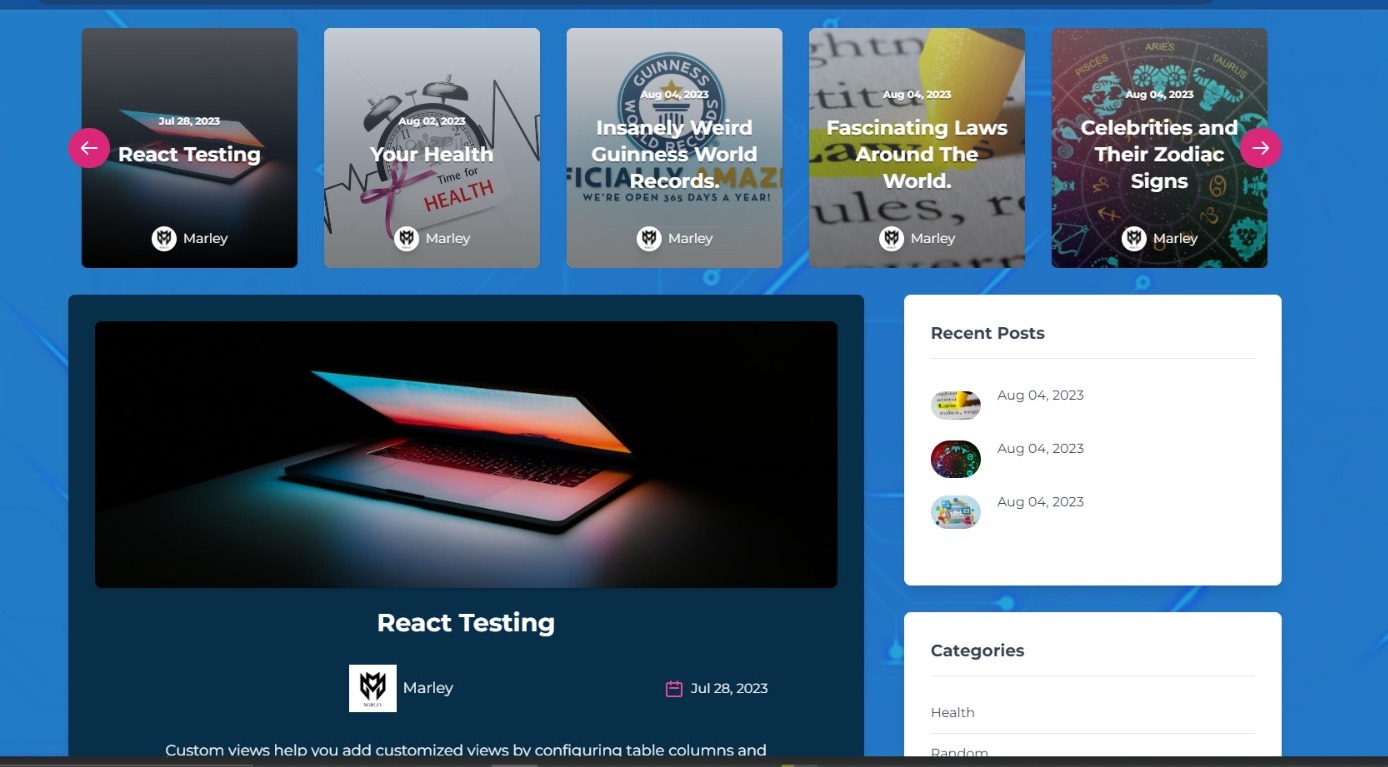 Jul 28, 2023
React Testing
Marley
Aug 02, 2023
Your Health
Time for
HEALTH
Marley
GUINNESS
WORLD RECORDS
Aug 04, 2023
Insanely Weird
Guinness World
Records.
FICIALLY AMAZI
WE'RE OPEN 365 DAYS A YEAR!
Marley
Aug 04, 2023
Fascinating Laws
Around The
World.
Laws
ules, re
Marley
PISCES ARIES TAURUS
Aug 04, 2023
Celebrities and
Their Zodiac
Signs
Marley
React Testing
MARLEY
Marley
Jul 28, 2023
Custom views help you add customized views by configuring table columns and
Recent Posts
Aug 04, 2023
Aug 04, 2023
Aug 04, 2023
Categories
Health
Random